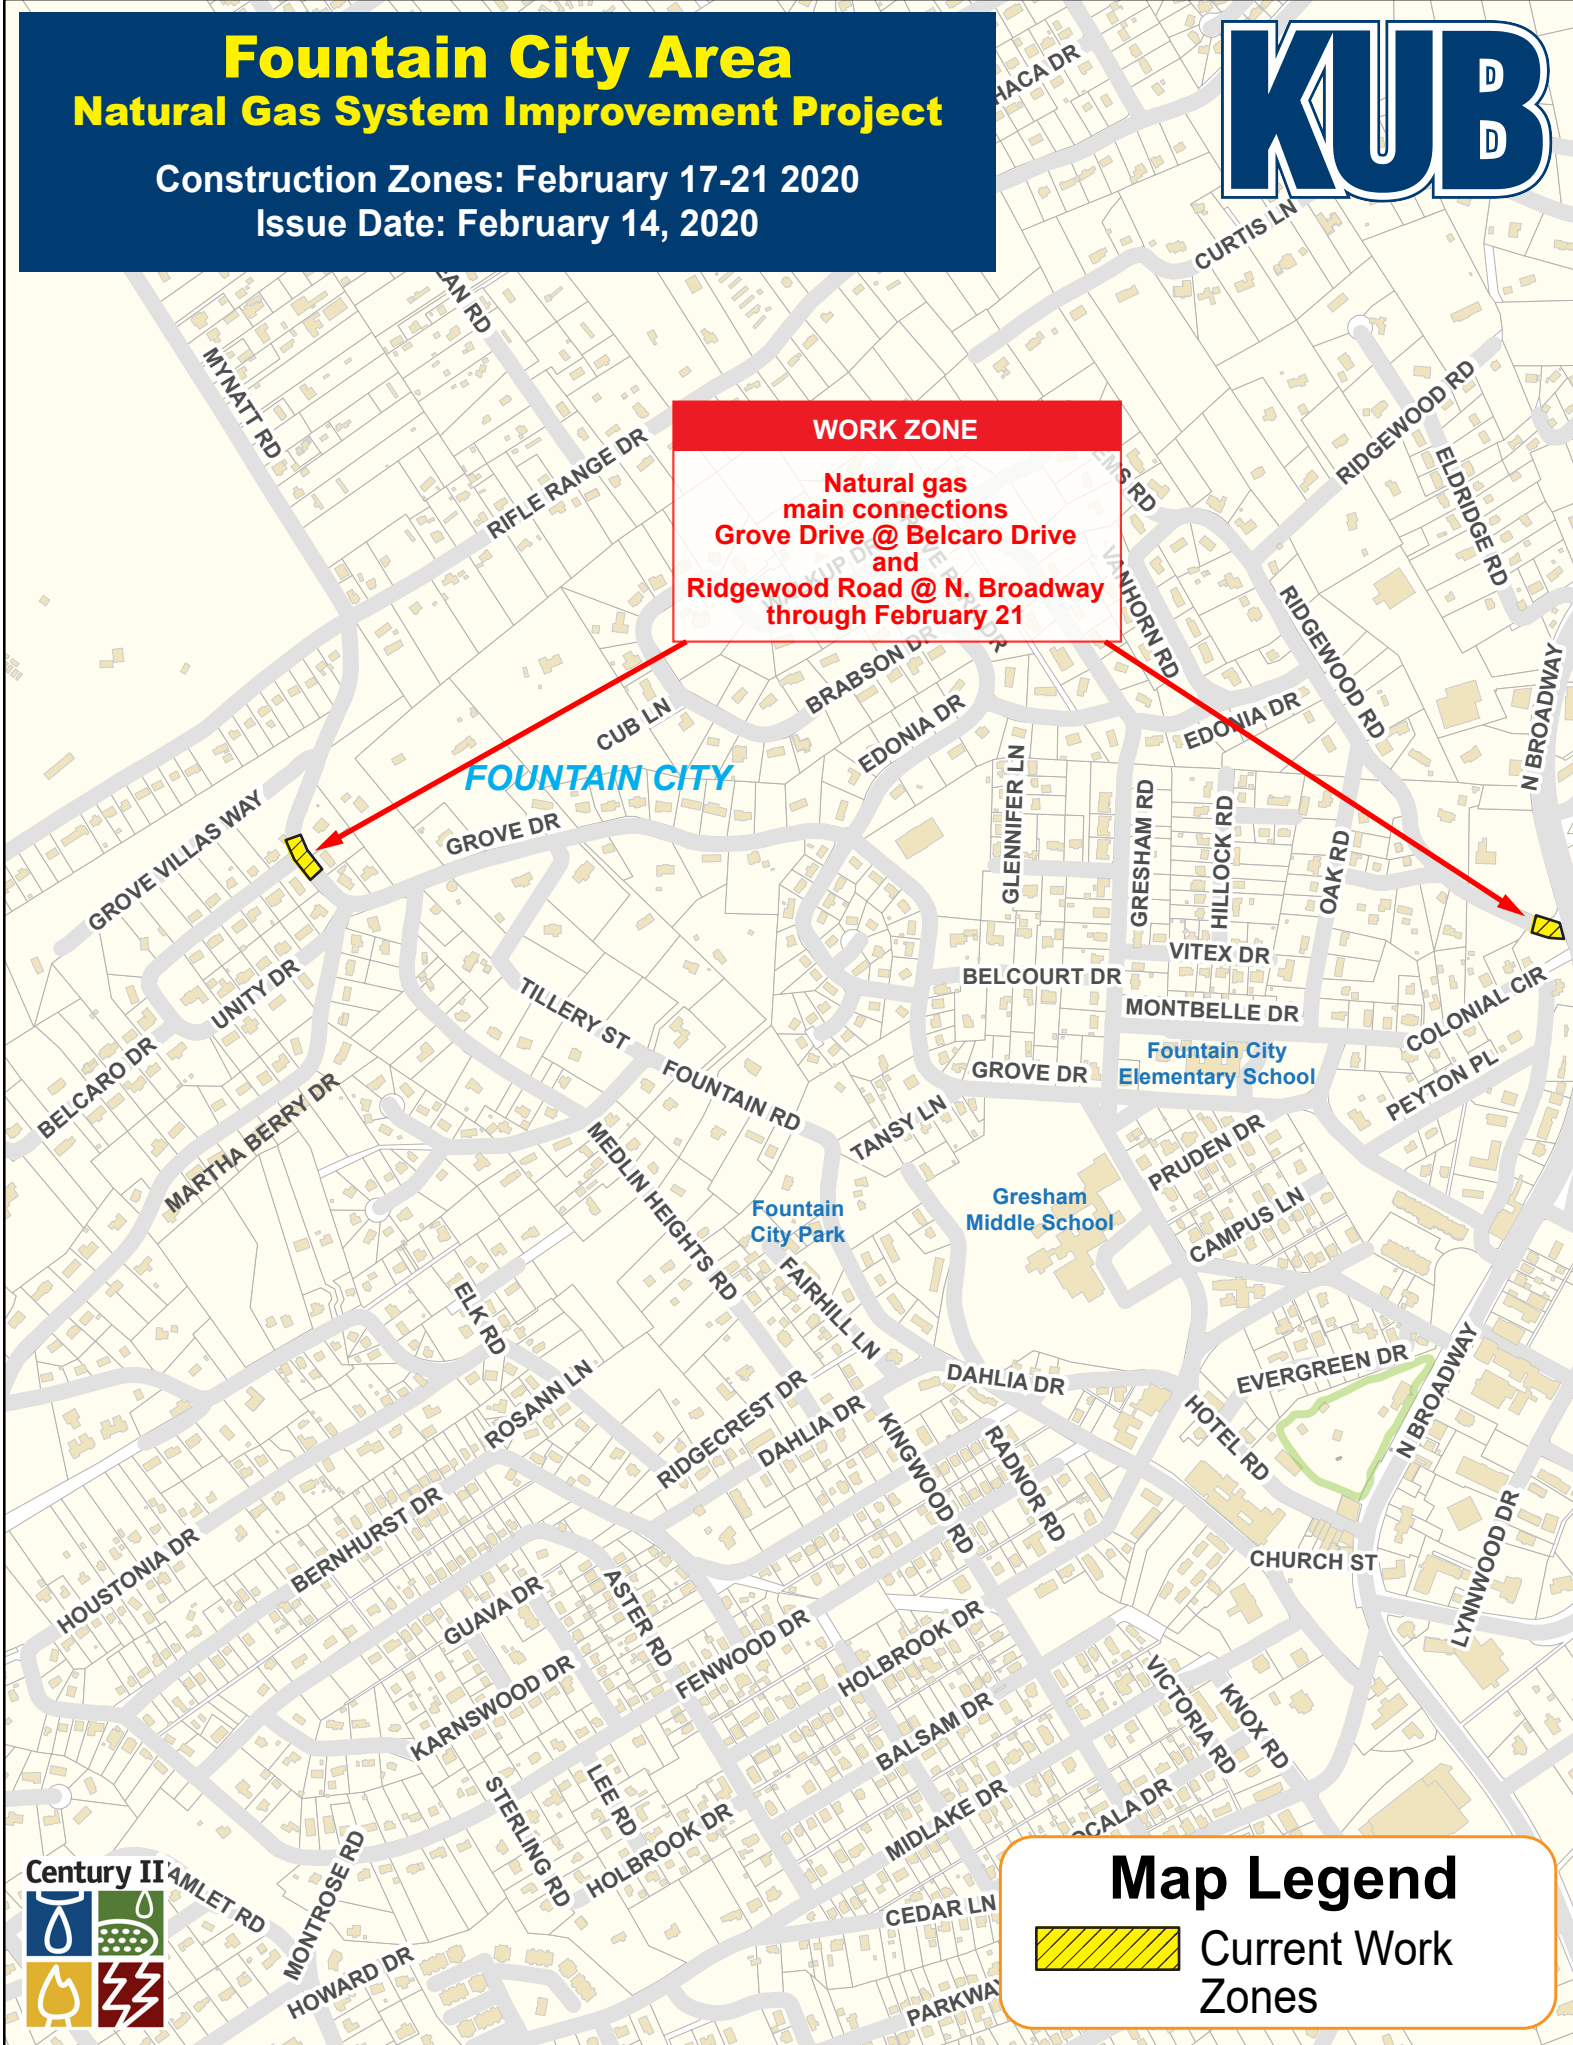 Fountain City Area
Natural Gas System Improvement Project
Construction Zones: February 17-21 2020
Issue Date: February 14, 2020
KUB
CURTIS LN
MYNATT RD
RIFLE RANGE DR
RIDGEWOOD RD
ELDRIDGE RD
WORK ZONE
Natural gas
main connections
Grove Drive @ Belcaro Drive
and
Ridgewood Road @ N. Broadway
through February 21
VANHORN RD
RIDGEWOOD RD
N BROADWAY
CUB LN
BRABSON DR
EDONIA DR
EDONIA DR
FOUNTAIN CITY
GROVE VILLAS WAY
GROVE DR
GLENNIFER LN
GRESHAM RD
HILLOCK RD
OAK RD
VITEX DR
BELCOURT DR
MONTBELLE DR
COLONIAL CIR
UNITY DR
TILLERY ST
FOUNTAIN RD
GROVE DR
Fountain City
Elementary School
PEYTON PL
BELCARO DR
MARTHA BERRY DR
TANSY LN
PRUDEN DR
MEDLIN HEIGHTS RD
Fountain
City Park
Gresham
Middle School
CAMPUS LN
FAIRHILL LN
ELK RD
ROSANN LN
RIDGECREST DR
DAHLIA DR
DAHLIA DR
EVERGREEN DR
N BROADWAY
HOTEL RD
KINGWOOD RD
RADNOR RD
HOUSTONIA DR
BERNHURST DR
CHURCH ST
LYNNWOOD DR
GUAVA DR
ASTER RD
FENWOOD DR
HOLBROOK DR
KARNSWOOD DR
BALSAM DR
VICTORIA RD
KNOX RD
STERLING RD
LEE RD
HOLBROOK DR
MIDLAKE DR
OCALA DR
MONTROSE RD
CEDAR LN
HOWARD DR
Century II
Map Legend
Current Work
Zones